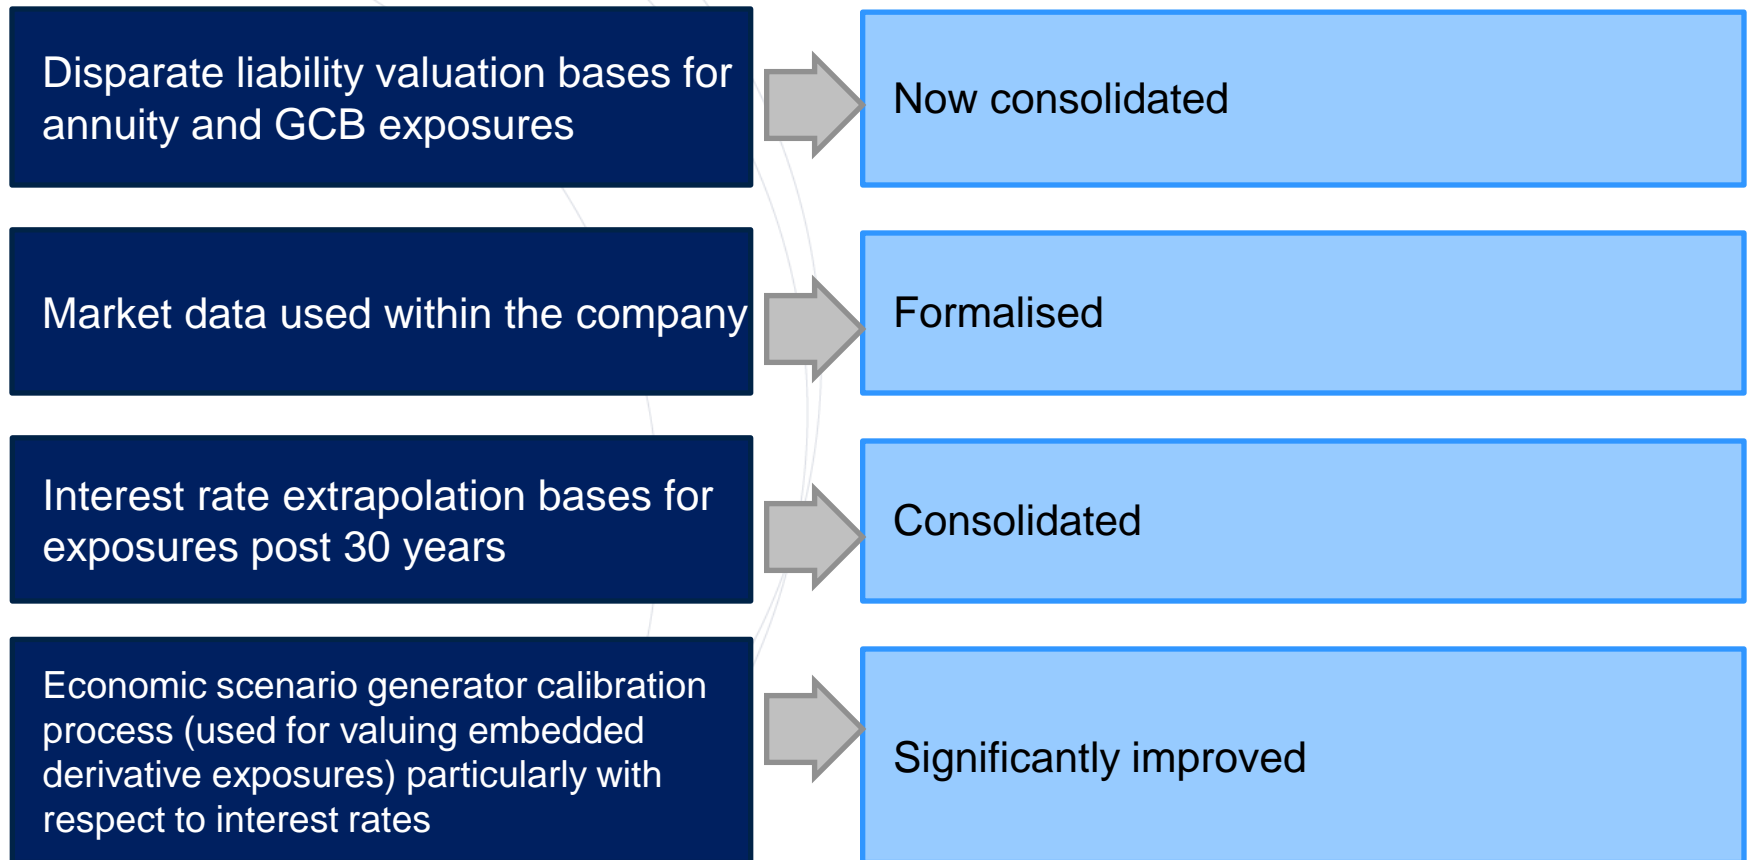 Disparate liability valuation bases for
annuity and GCB exposures
Now consolidated
Market data used within the company
Formalised
Interest rate extrapolation bases for
exposures post 30 years
Consolidated
Economic scenario generator calibration
process (used for valuing embedded
derivative exposures) particularly with
respect to interest rates
Significantly improved